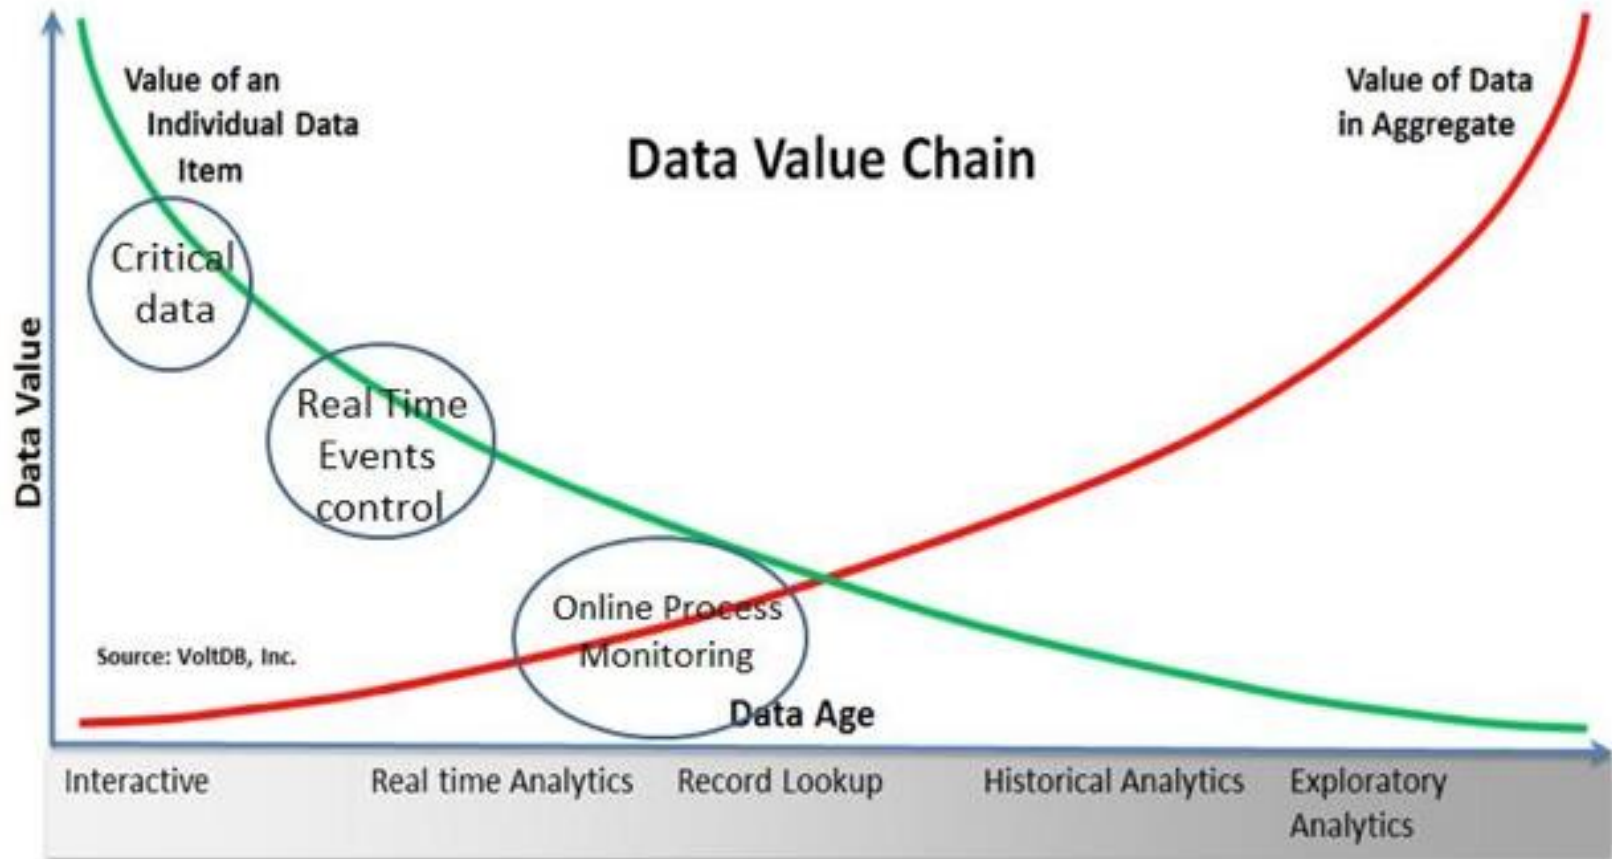 Value of an
Individual Data
Item
Data Value Chain
Value of Data
in Aggregate
Critical
data
Real Time
Events
control
Data Value
Online Process
Monitoring
Source: VoltDB, Inc.
Data Age
Interactive
Real time Analytics
Record Lookup
Historical Analytics
Exploratory
Analytics